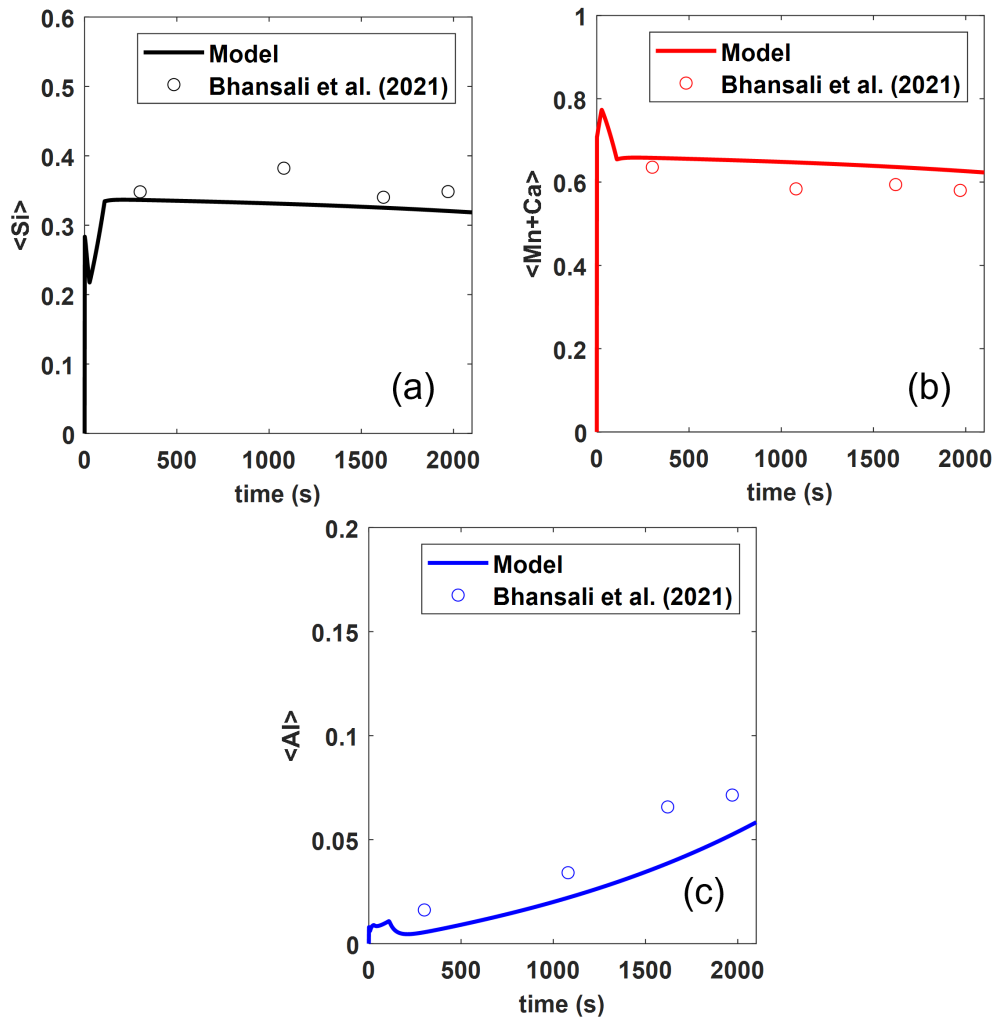 0.6
0.5
0.4
0.3
0.2
0.1
0
<Si>
Model
Bhansali et al. (2021)
(a)
0 500 1000 1500 2000
time (s)
1
0.8
0.6
0.4
0.2
0
<Mn+Ca>
Model
Bhansali et al. (2021)
(b)
0 500 1000 1500 2000
time (s)
0.2
0.15
0.1
0.05
0
<Al>
Model
Bhansali et al. (2021)
(c)
0 500 1000 1500 2000
time (s)